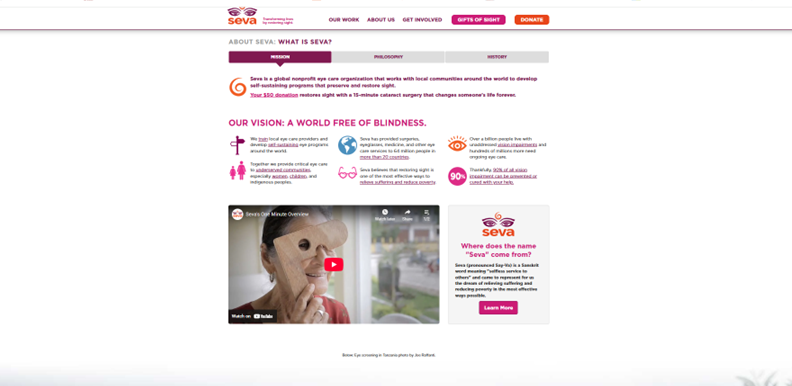 seva
Transforming lives
by restoring sight
OUR WORK
ABOUT US
GET INVOLVED
GIFTS OF SIGHT
DONATE
ABOUT SEVA: WHAT IS SEVA?
MISSION
PHILOSOPHY
HISTORY
Seva is a global nonprofit eye care organization that works with local communities around the world to develop
self-sustaining programs that preserve and restore sight.
Your $50 donation restores sight with a 15-minute cataract surgery that changes someone's life forever.
OUR VISION: A WORLD FREE OF BLINDNESS.
We train local eye care providers and
develop self-sustaining eye programs
around the world.
Seva has provided surgeries,
eyeglasses, medicine, and other eye
care services to 64 million people in
more than 20 countries.
Over a billion people live with
unaddressed vision impairments and
hundreds of millions more need
ongoing eye care.
Together we provide critical eye care
to underserved communities,
especially women, children, and
Indigenous peoples.
Seva believes that restoring sight is
one of the most effective ways to
relieve suffering and reduce poverty.
90%
Thankfully, 90% of all vision
impairment can be prevented or
cured with your help.
Seva's One Minute Overview
Watch later
Share
1/5
Watch on YouTube
seva
Where does the name
"Seva" come from?
Seva (pronounced Say-Va) is a Sanskrit
word meaning "selfless service to
others" and came to represent for us
the dream of relieving suffering and
reducing poverty in the most effective
ways possible.
Learn More
Below: Eye screening in Tanzania photo by Joe Raffanti.